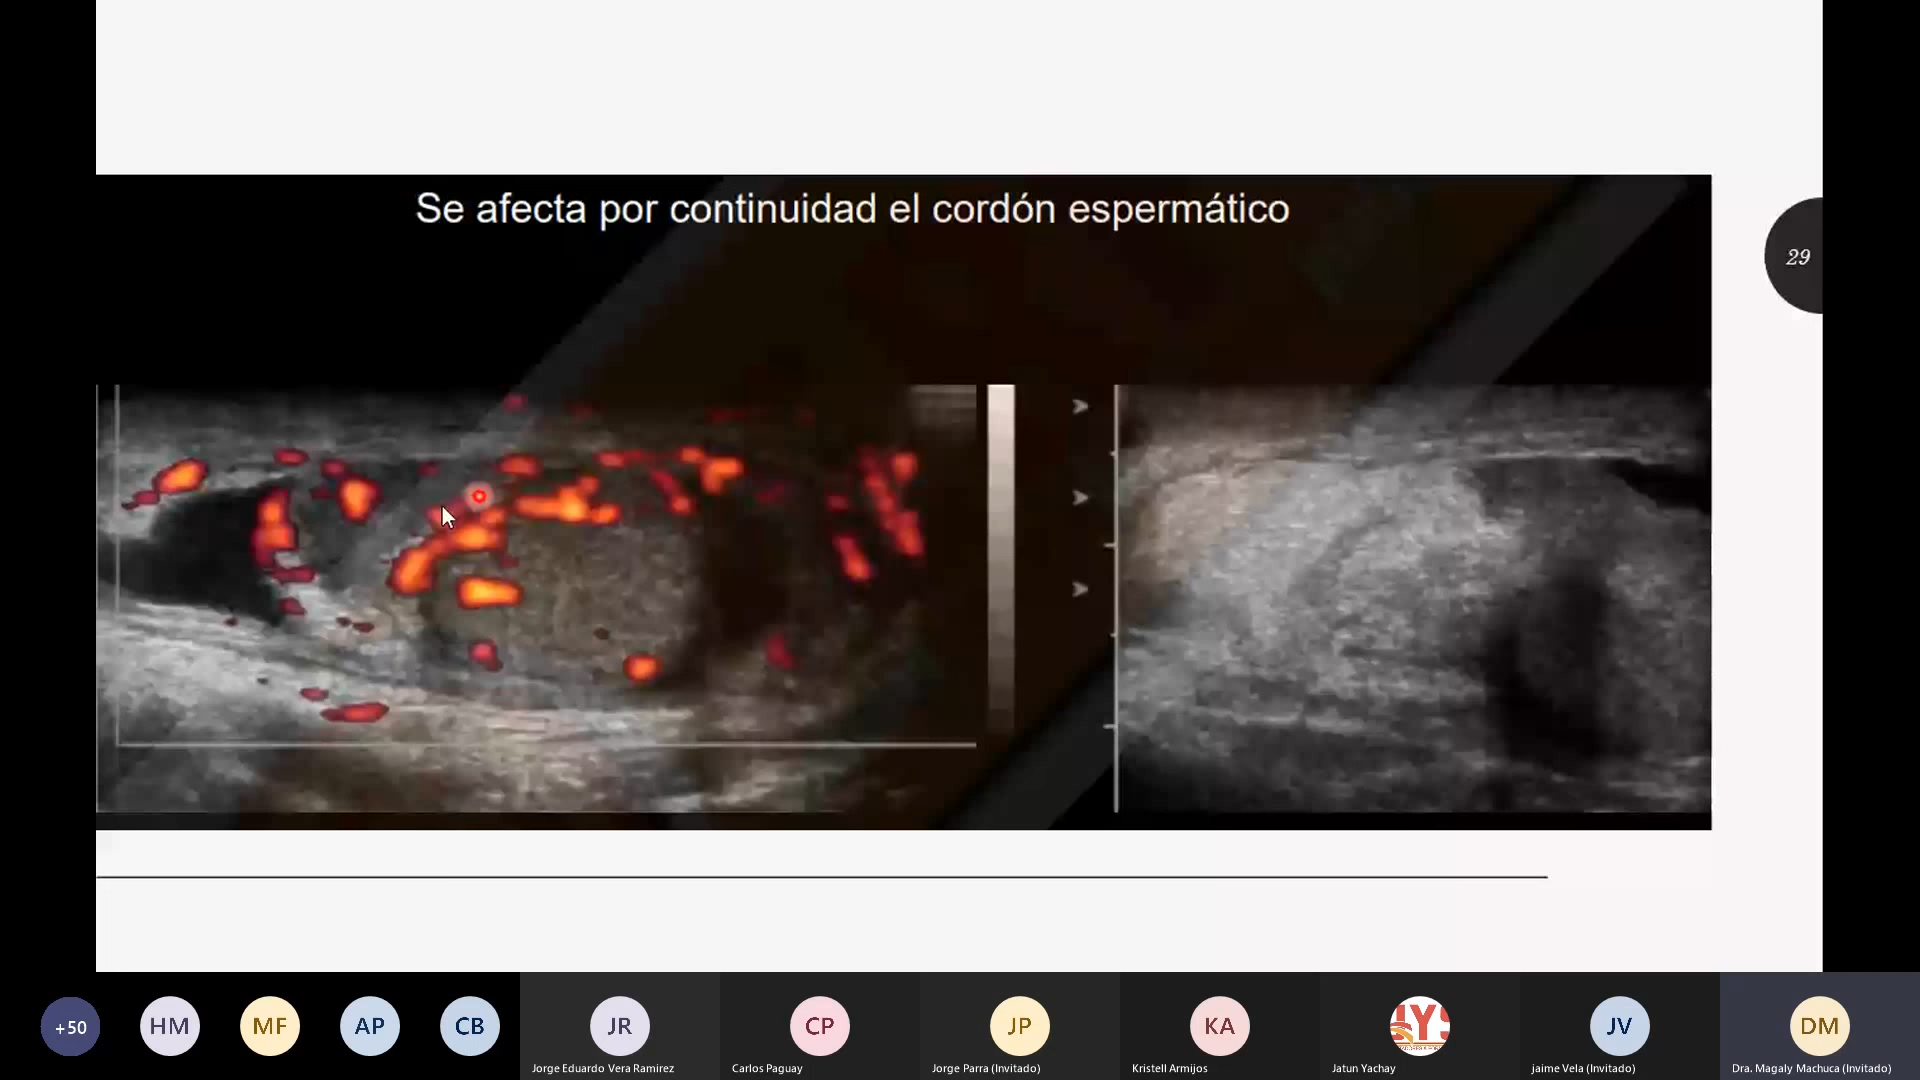 Se afecta por continuidad el cordón espermático
29
+50
HM
MF
AP
CB
JR
CP
JP
KA
JV
DM
Jorge Eduardo Vera Ramirez
Carlos Paguay
Jorge Parra (Invitado)
Kristell Armijos
Jatun Yachay
jaime Vela (Invitado)
Dra. Magaly Machuca (Invitado)